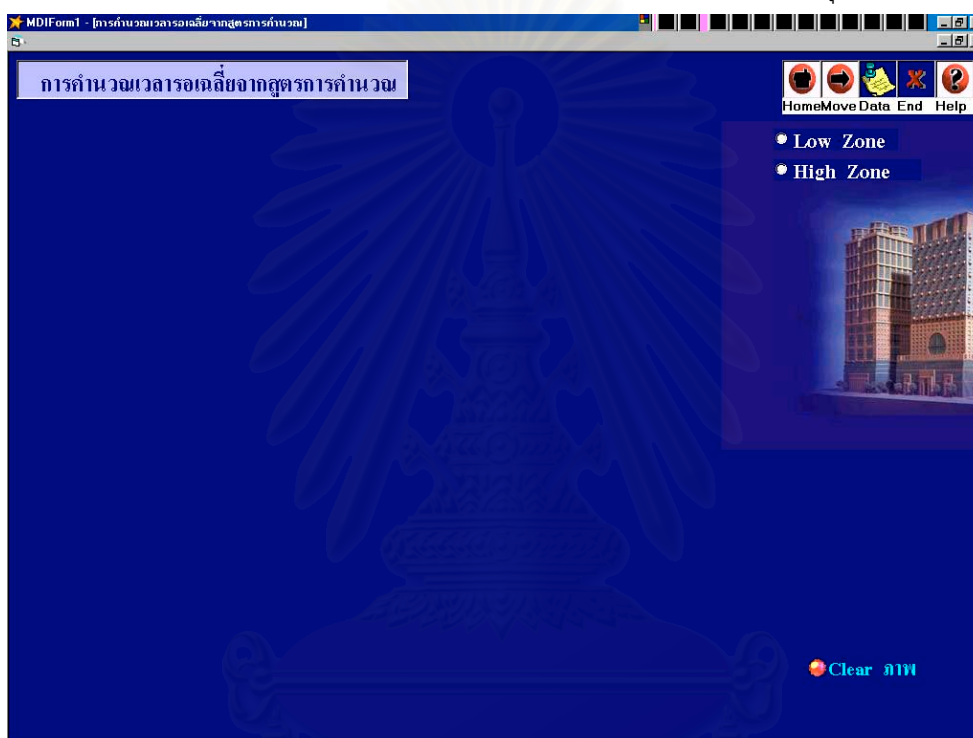 MDIForm1 - [การคำนวณเวลารอเฉลี่ยจากสูตรการคำนวณ]
การคำนวณเวลารอเฉลี่ยจากสูตรการคำนวณ
Home Move Data End Help
Low Zone
High Zone
Clear ภาพ